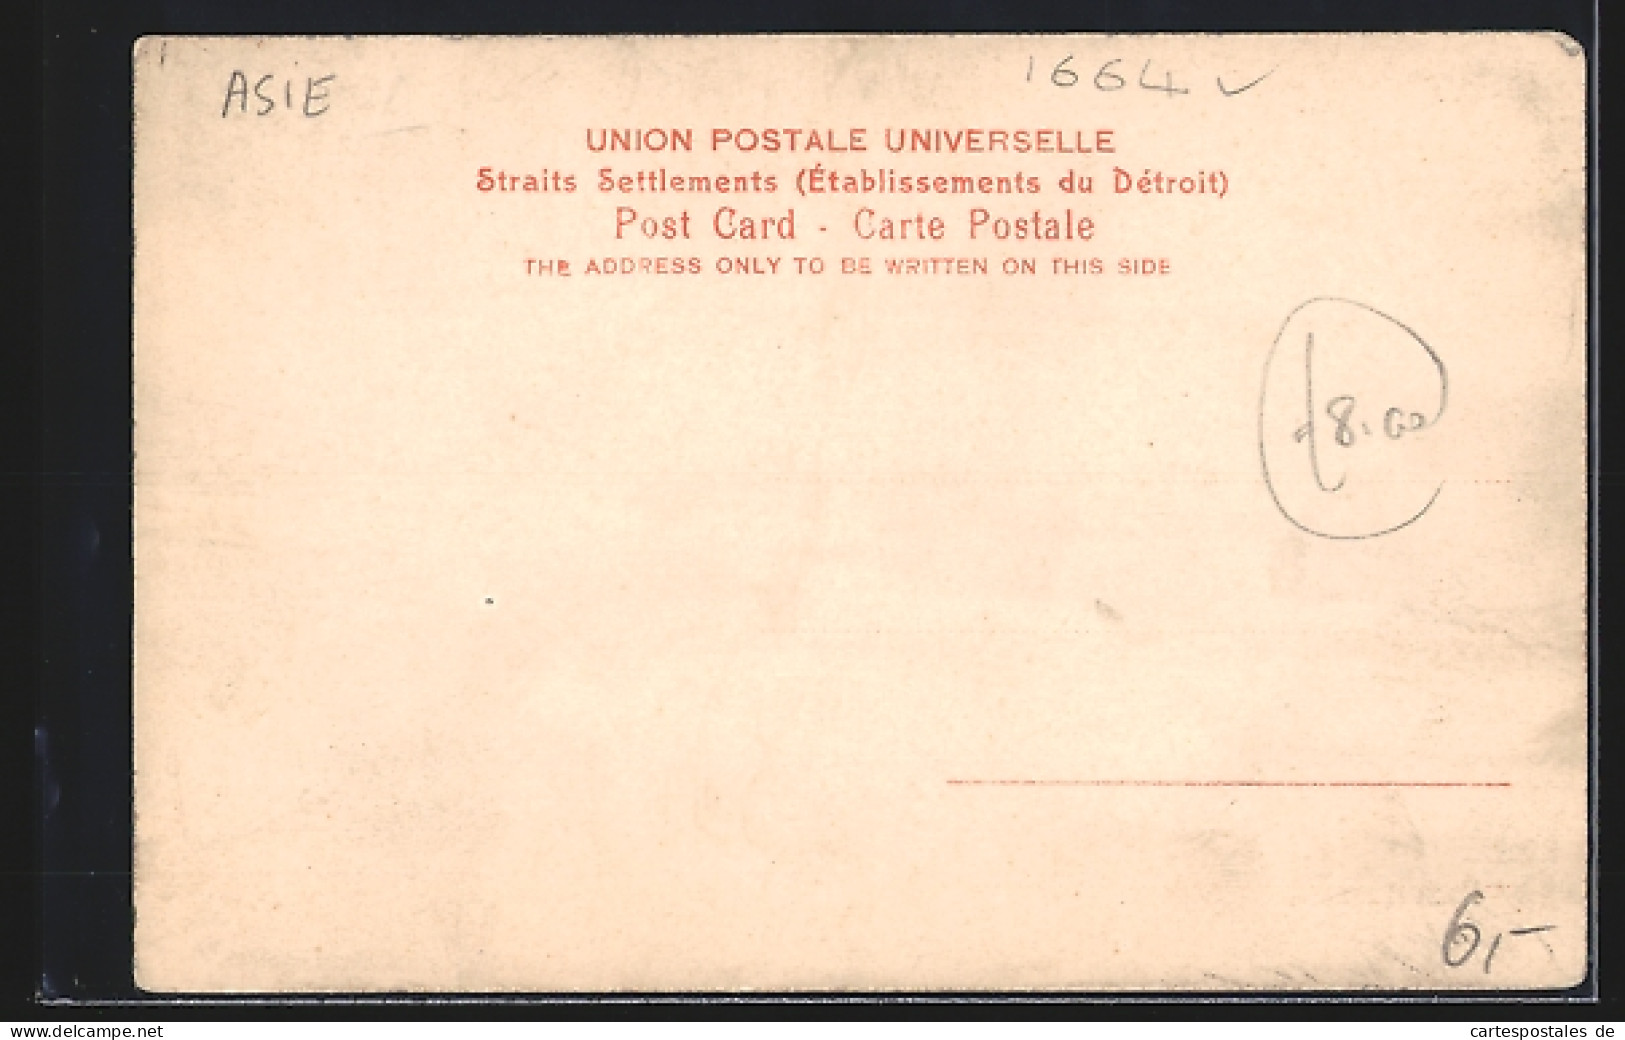 ASIE
1664 ✓
UNION POSTALE UNIVERSELLE
Straits Settlements (Établissements du Détroit)
Post Card - Carte Postale
THE ADDRESS ONLY TO BE WRITTEN ON THIS SIDE
£8.00
6,-
www.delcampe.net
cartespostales de